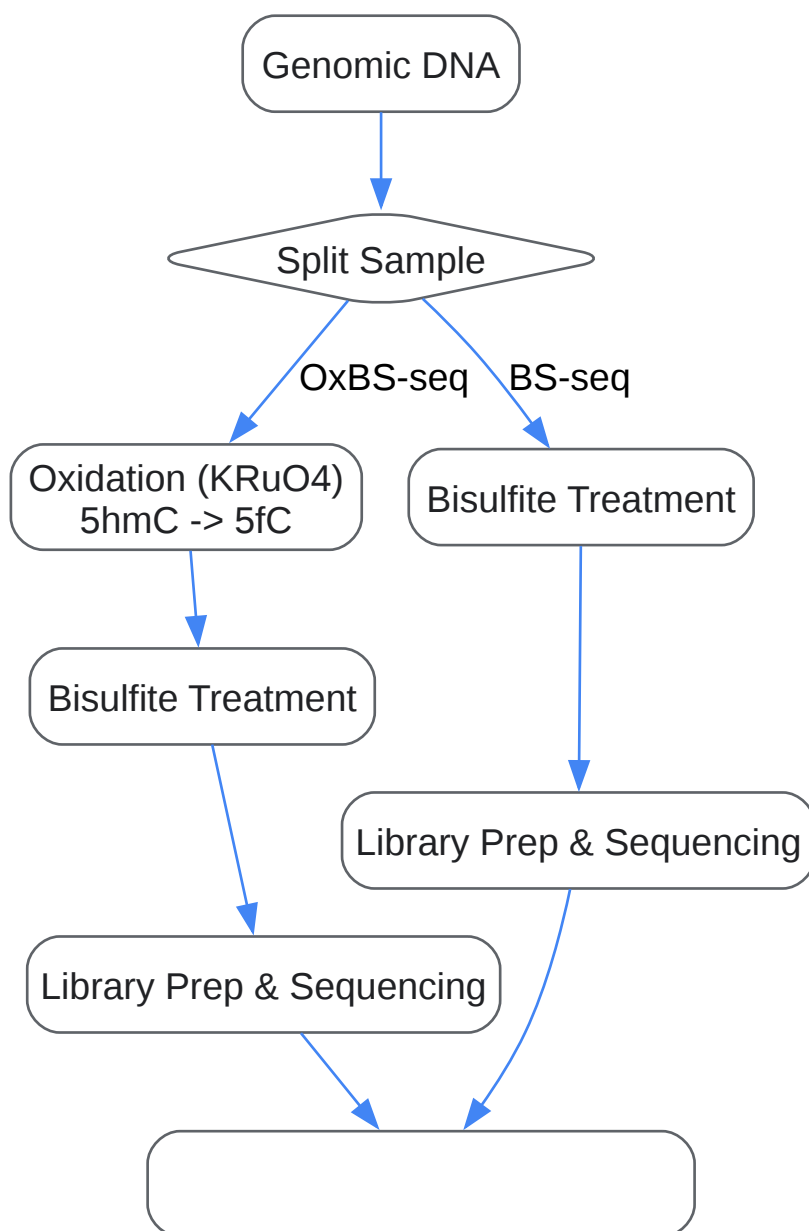 Genomic DNA
Split Sample
OxBS-seq
BS-seq
Oxidation (KRuO4)
5hmC -> 5fC
Bisulfite Treatment
Bisulfite Treatment
Library Prep & Sequencing
Library Prep & Sequencing